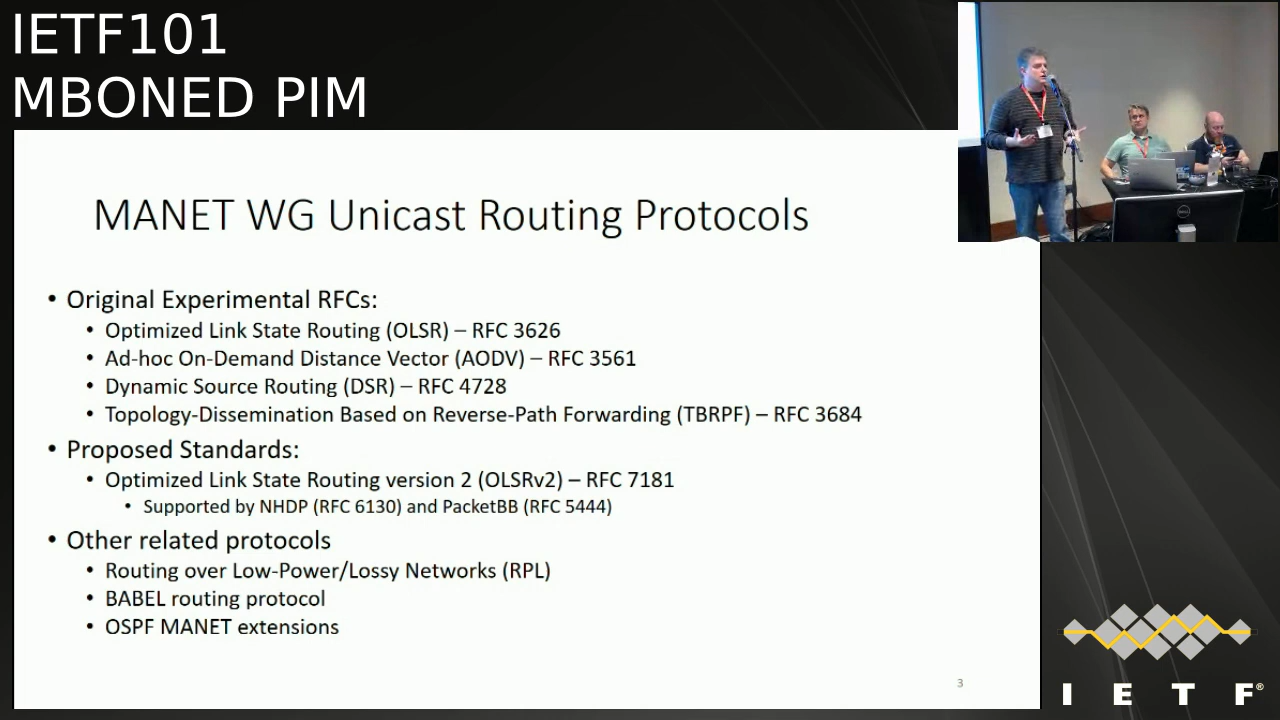 IETF101
MBONED PIM
MANET WG Unicast Routing Protocols
• Original Experimental RFCs:
• Optimized Link State Routing (OLSR) – RFC 3626
• Ad-hoc On-Demand Distance Vector (AODV) – RFC 3561
• Dynamic Source Routing (DSR) – RFC 4728
• Topology-Dissemination Based on Reverse-Path Forwarding (TBRPF) – RFC 3684
• Proposed Standards:
• Optimized Link State Routing version 2 (OLSRv2) – RFC 7181
• Supported by NHDP (RFC 6130) and PacketBB (RFC 5444)
• Other related protocols
• Routing over Low-Power/Lossy Networks (RPL)
• BABEL routing protocol
• OSPF MANET extensions
3
I E T F®